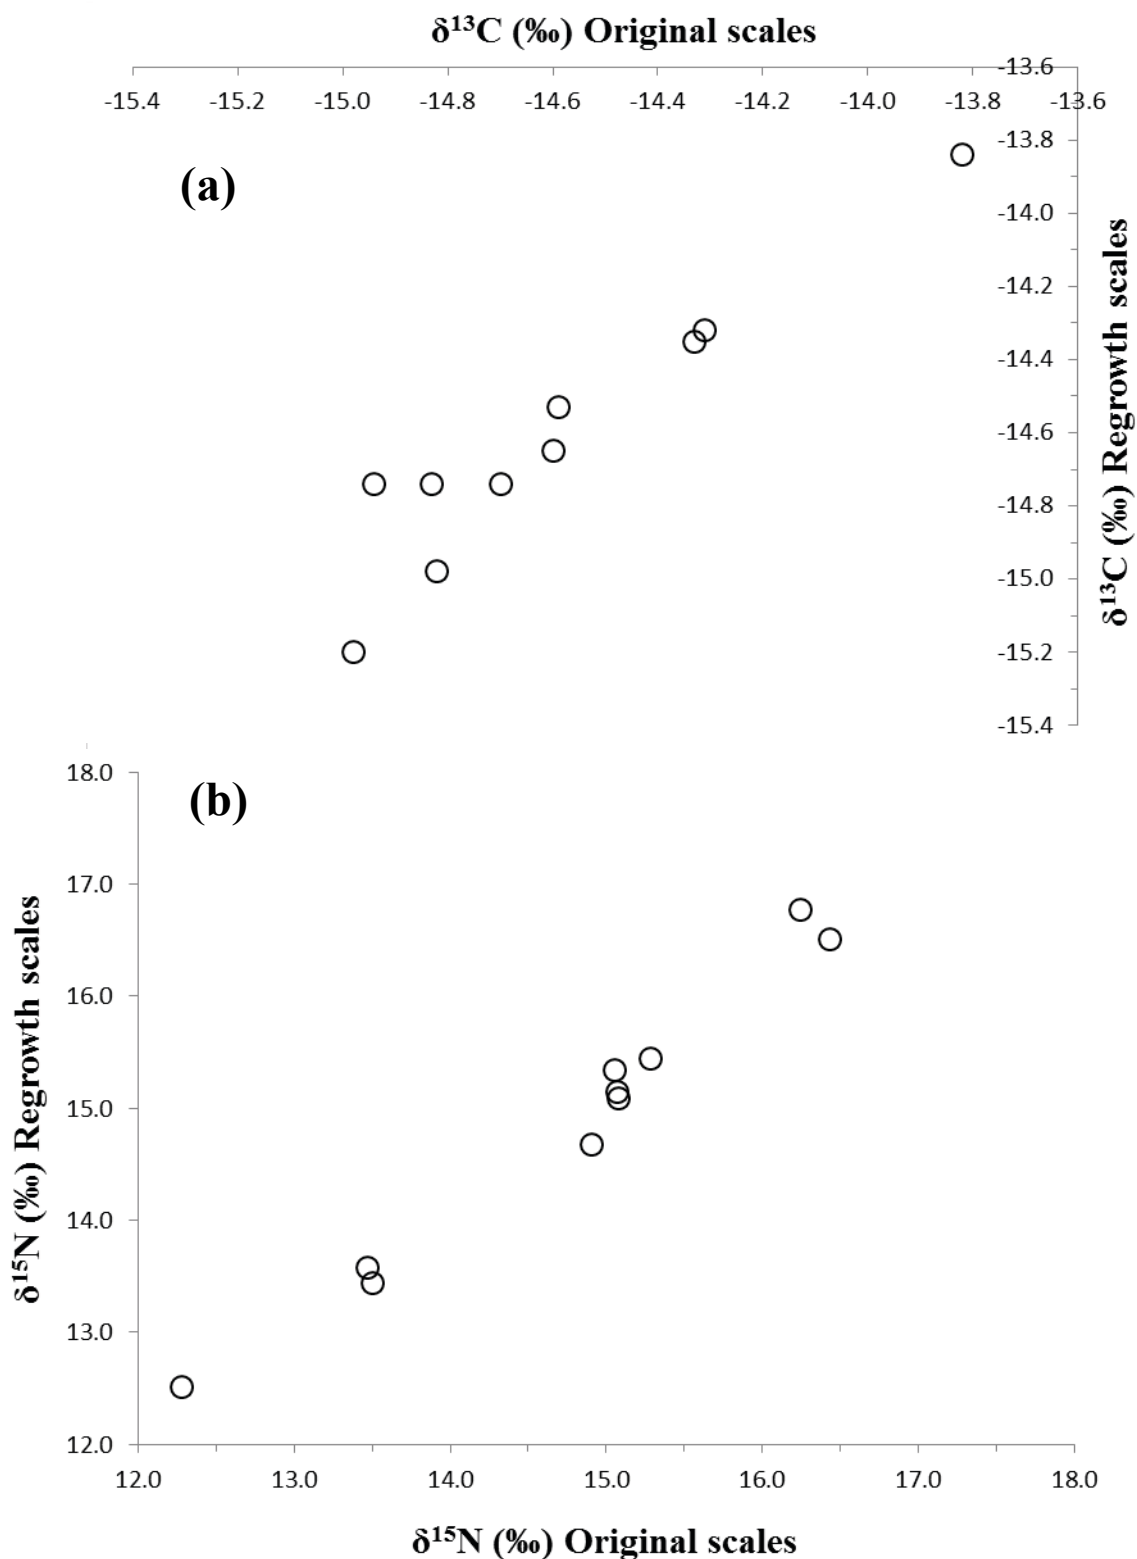 δ¹³C (‰) Original scales
-15.4 -15.2 -15.0 -14.8 -14.6 -14.4 -14.2 -14.0 -13.8 -13.6
-13.6
-13.8
-14.0
-14.2
-14.4
-14.6
-14.8
-15.0
-15.2
-15.4
δ¹³C (‰) Regrowth scales
(a)
(b)
18.0
17.0
16.0
15.0
14.0
13.0
12.0
δ¹⁵N (‰) Regrowth scales
12.0 13.0 14.0 15.0 16.0 17.0 18.0
δ¹⁵N (‰) Original scales